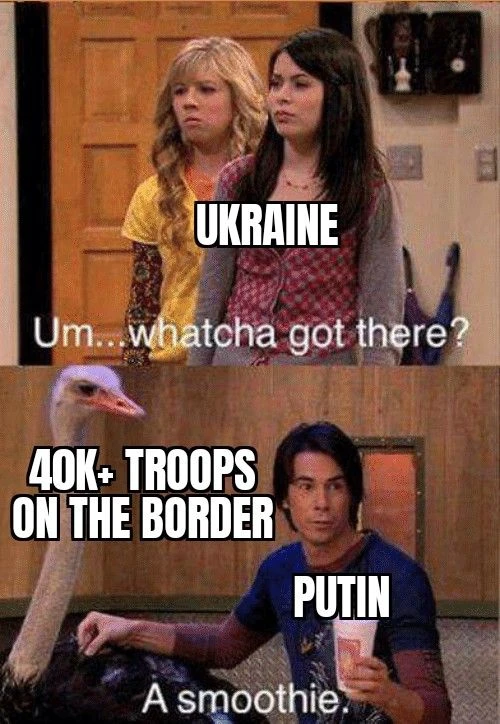 UKRAINE
Um...whatcha got there?
40K+ TROOPS
ON THE BORDER
PUTIN
A smoothie.